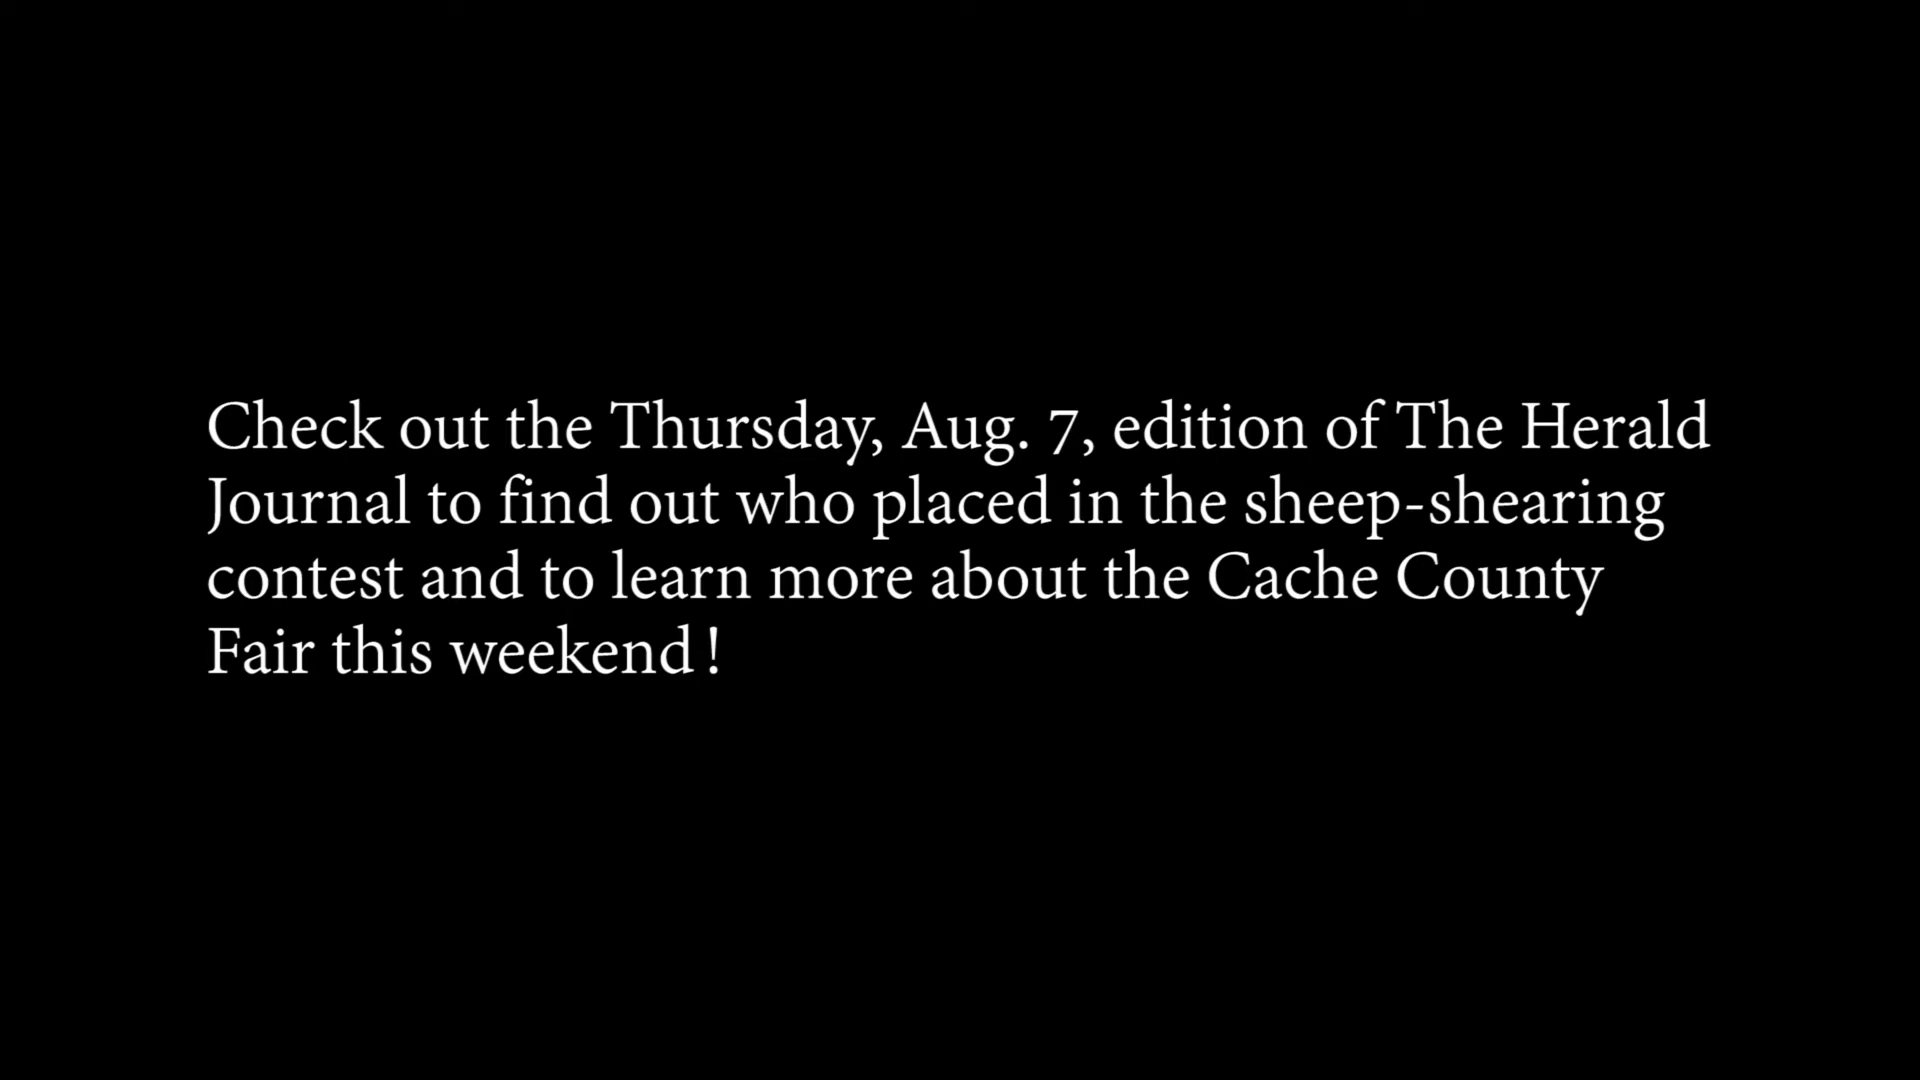 Check out the Thursday, Aug. 7, edition of The Herald
Journal to find out who placed in the sheep-shearing
contest and to learn more about the Cache County
Fair this weekend!